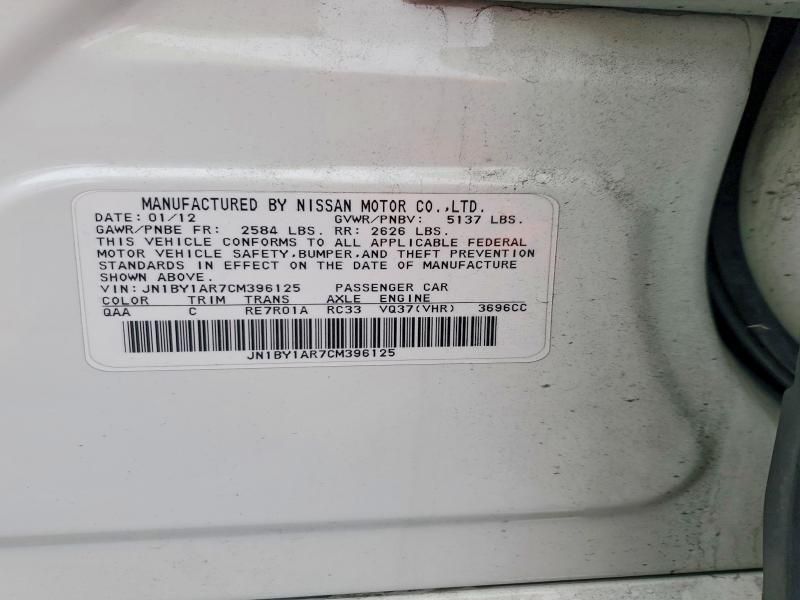 MANUFACTURED BY NISSAN MOTOR CO.,LTD.
DATE: 01/12 GVWR/PNBV: 5137 LBS.
GAWR/PNBE FR: 2584 LBS. RR: 2626 LBS.
THIS VEHICLE CONFORMS TO ALL APPLICABLE FEDERAL
MOTOR VEHICLE SAFETY,BUMPER,AND THEFT PREVENTION
STANDARDS IN EFFECT ON THE DATE OF MANUFACTURE
SHOWN ABOVE.
VIN: JN1BY1AR7CM396125 PASSENGER CAR
COLOR TRIM TRANS AXLE ENGINE
QAA C RE7R01A RC33 VQ37(VHR) 3696CC
JN1BY1AR7CM396125